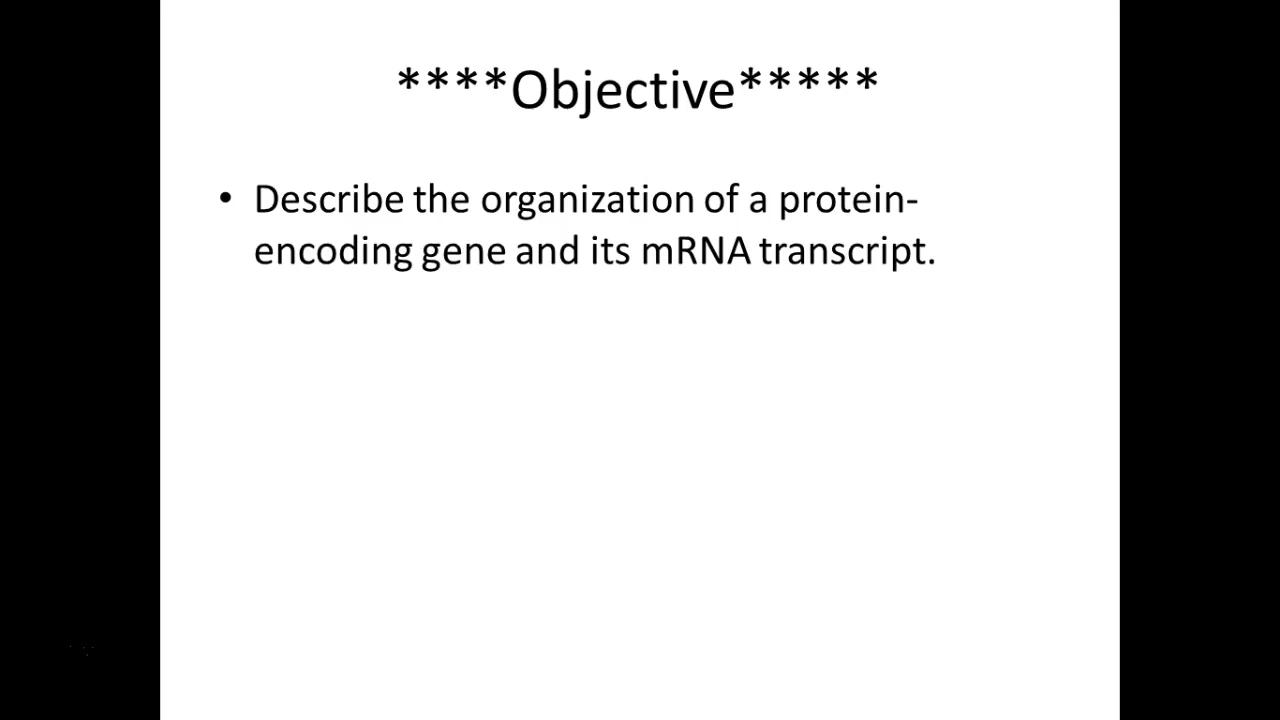 ****Objective*****
• Describe the organization of a protein-
encoding gene and its mRNA transcript.